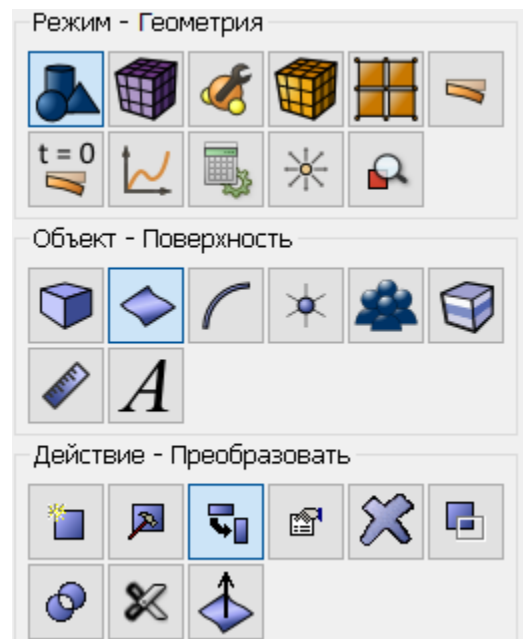 Режим - Геометрия
t = 0
Объект - Поверхность
A
Действие - Преобразовать